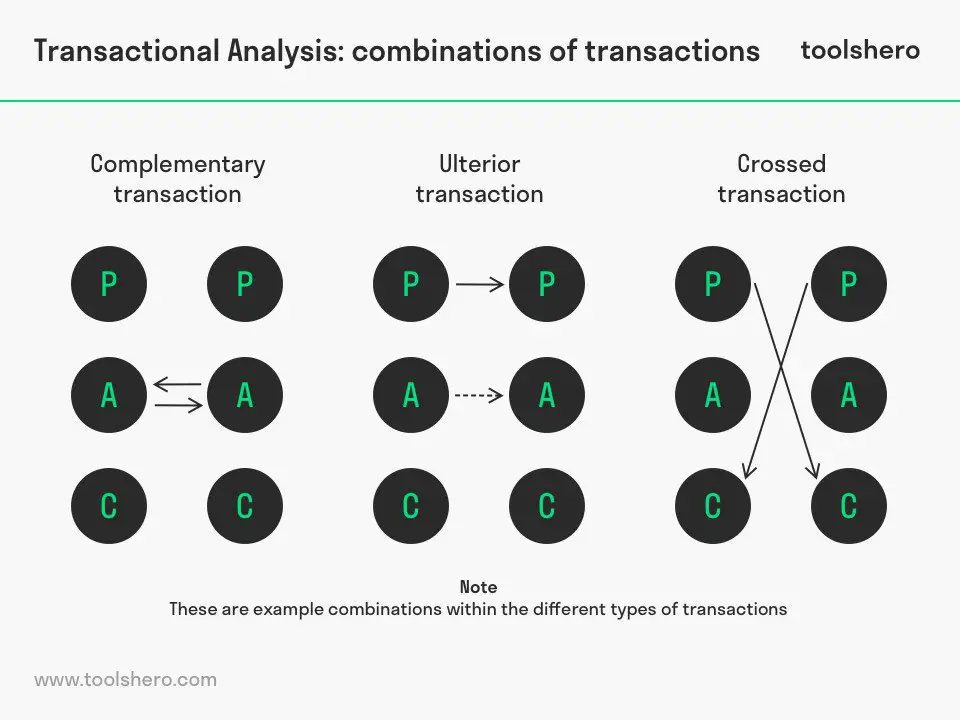 Transactional Analysis: combinations of transactions
toolshero
Complementary
transaction
Ulterior
transaction
Crossed
transaction
P P P P P P
A A A A A A
C C C C C C
Note
These are example combinations within the different types of transactions
www.toolshero.com